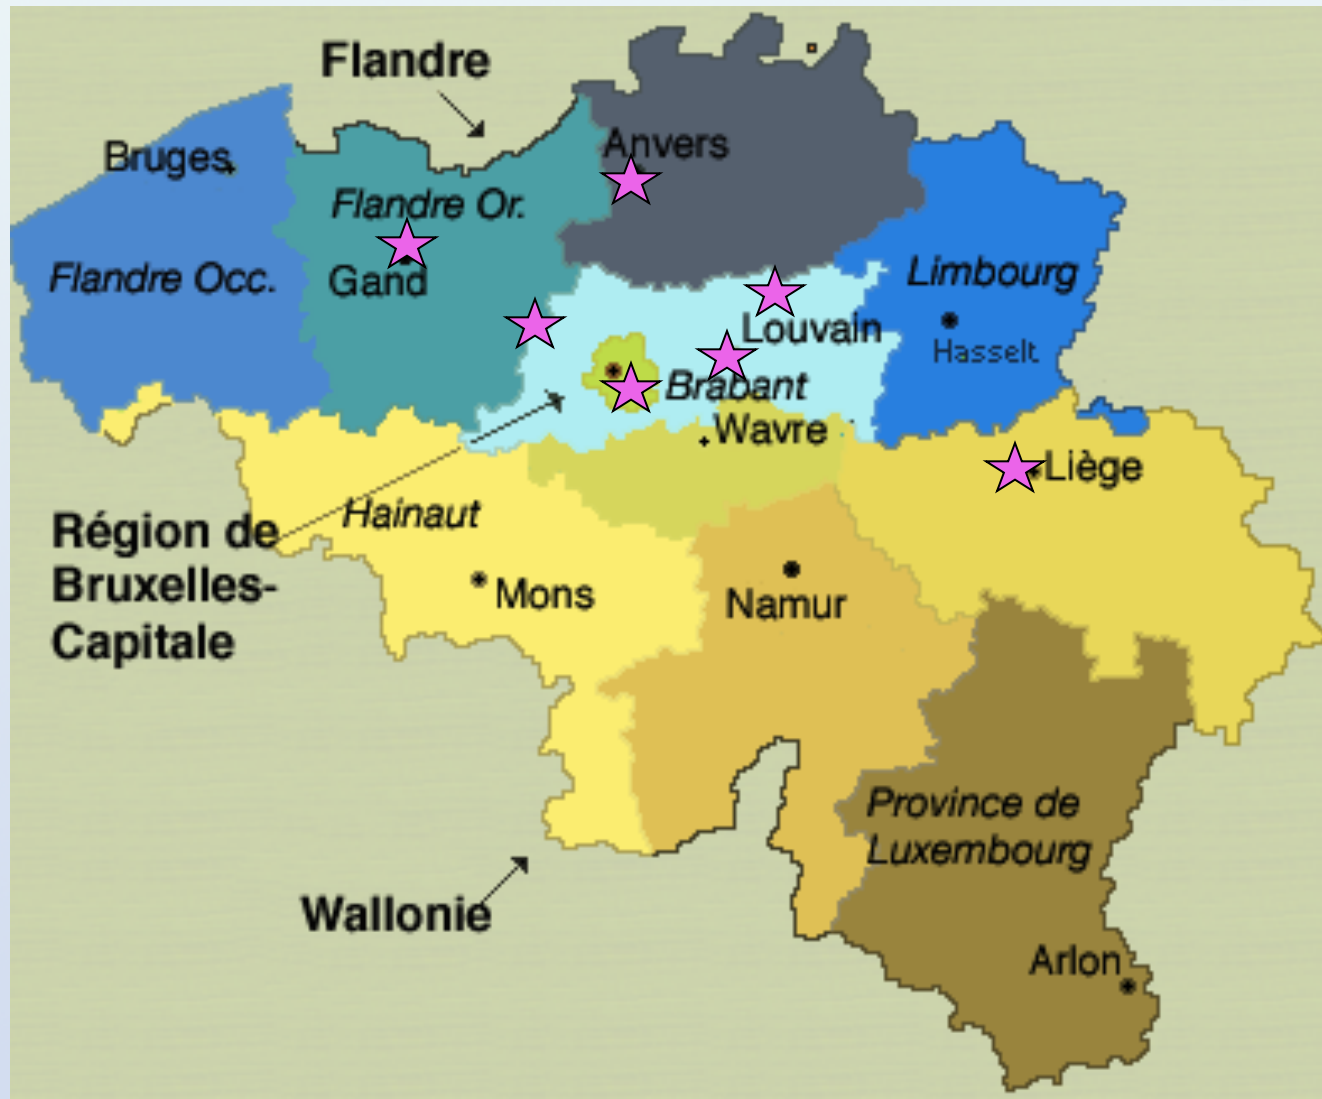 Flandre
Anvers
Bruges
Flandre Or.
Flandre Occ.
Gand
Limbourg
Louvain
Hasselt
Brabant
Wavre
Liège
Hainaut
Région de
Bruxelles-
Capitale
Mons
Namur
Province de
Luxembourg
Wallonie
Arlon